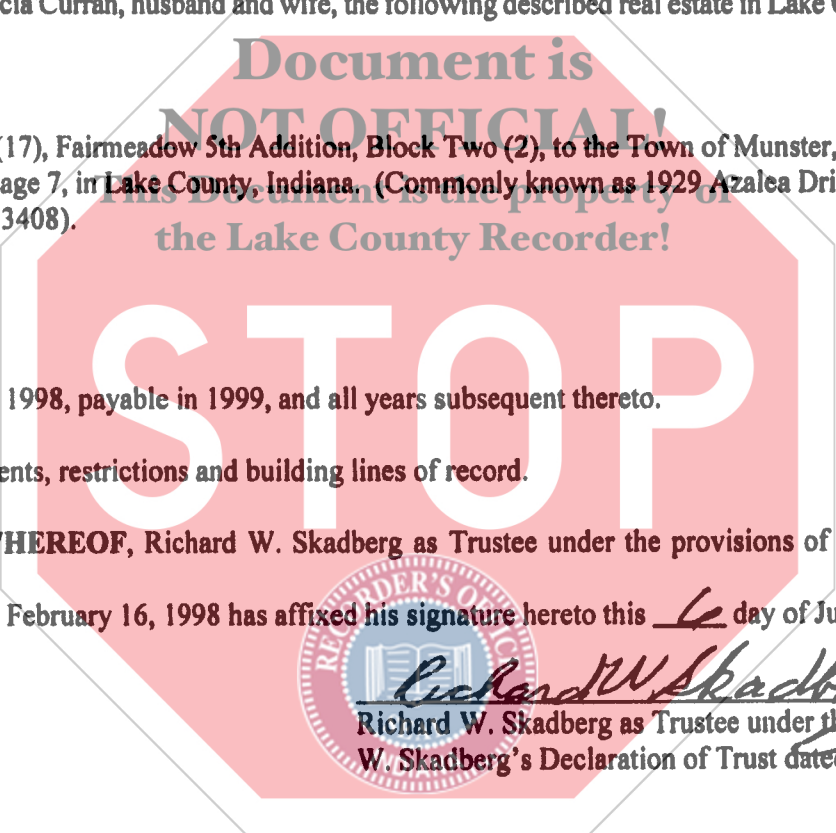 cia Curran, husband and wife, the following described real estate in Lake
Document is
NOT OFFICIAL!
(17), Fairmeadow 5th Addition, Block Two (2), to the Town of Munster,
age 7, in Lake County, Indiana. (Commonly known as 1929 Azalea Dri
This Document is the property of
3408).
the Lake County Recorder!
STOP
1998, payable in 1999, and all years subsequent thereto.
ents, restrictions and building lines of record.
WHEREOF, Richard W. Skadberg as Trustee under the provisions of
RECORDER'S OFFIC
February 16, 1998 has affixed his signature hereto this 6 day of Ju
Richard W. Skadb
Richard W. Skadberg as Trustee under th
W. Skadberg's Declaration of Trust date